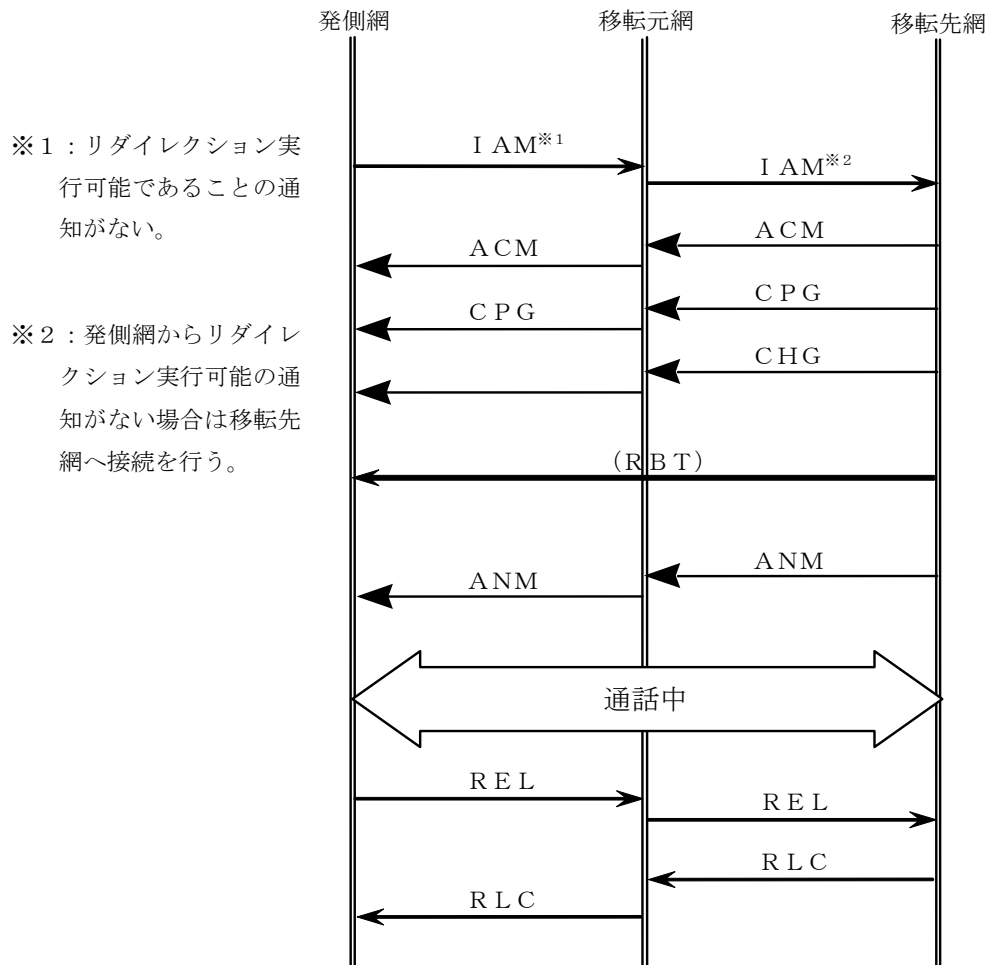 発側網 移転元網 移転先網
※１：リダイレクション実
行可能であることの通
知がない。
ＩＡＭ※１
ＩＡＭ※２
ＡＣＭ
ＡＣＭ
ＣＰＧ
ＣＰＧ
※２：発側網からリダイレ
クション実行可能の通
知がない場合は移転先
網へ接続を行う。
ＣＨＧ
（ＲＢＴ）
ＡＮＭ
ＡＮＭ
通話中
ＲＥＬ
ＲＥＬ
ＲＬＣ
ＲＬＣ